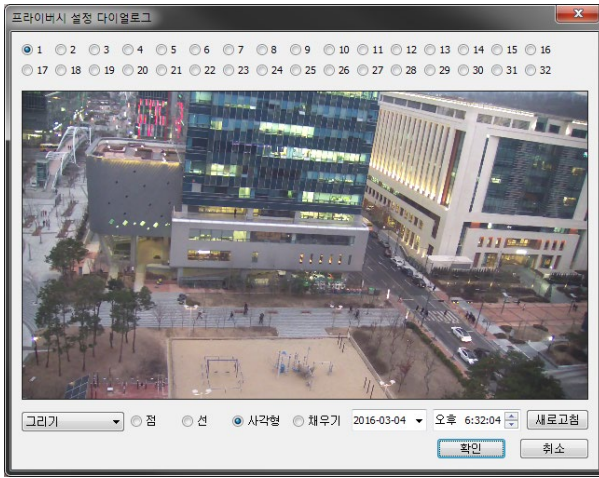 프라이버시 설정 다이얼로그
1 2 3 4 5 6 7 8 9 10 11 12 13 14 15 16
17 18 19 20 21 22 23 24 25 26 27 28 29 30 31 32
그리기 점 선 사각형 채우기 2016-03-04 오후 6:32:04 새로고침
확인 취소